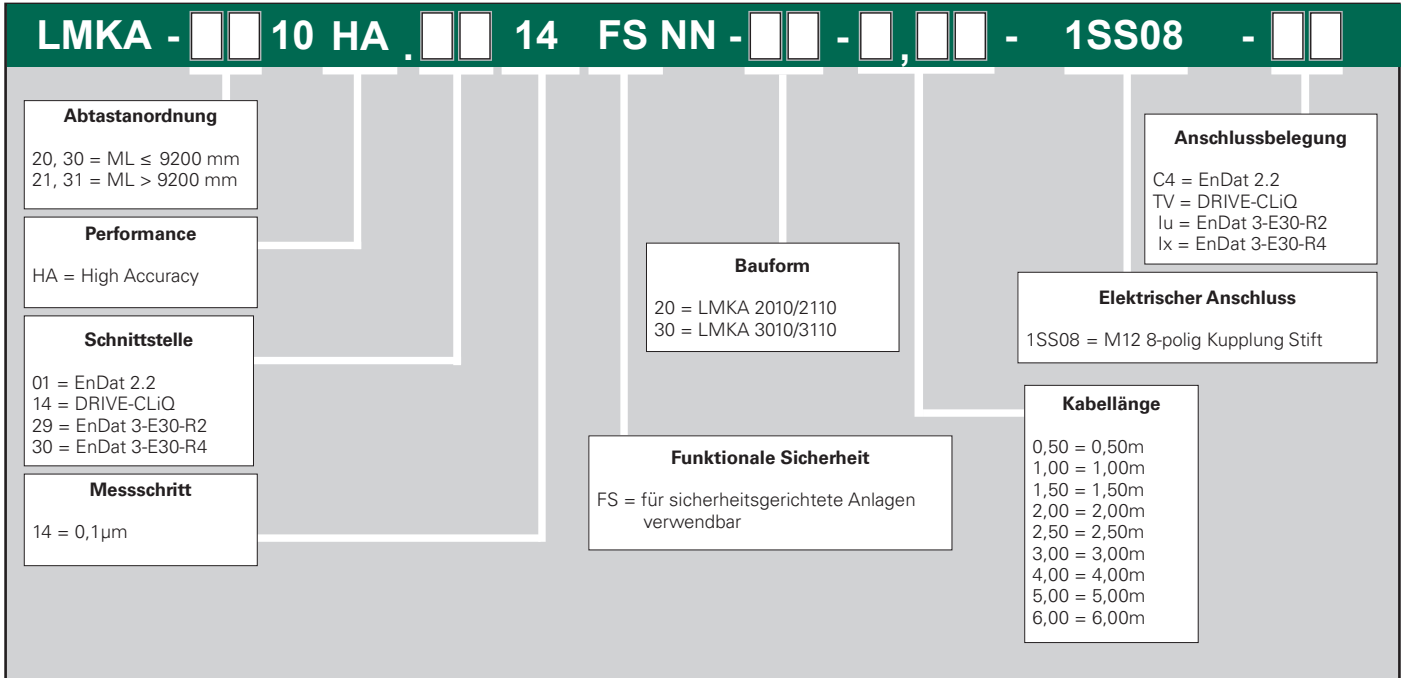 LMKA - 10 HA . 14 FS NN - - , - 1SS08 -
Abtastanordnung
20, 30 = ML ≤ 9200 mm
21, 31 = ML > 9200 mm
Performance
HA = High Accuracy
Schnittstelle
01 = EnDat 2.2
14 = DRIVE-CLiQ
29 = EnDat 3-E30-R2
30 = EnDat 3-E30-R4
Messschritt
14 = 0,1µm
Funktionale Sicherheit
FS = für sicherheitsgerichtete Anlagen
verwendbar
Bauform
20 = LMKA 2010/2110
30 = LMKA 3010/3110
Kabellänge
0,50 = 0,50m
1,00 = 1,00m
1,50 = 1,50m
2,00 = 2,00m
2,50 = 2,50m
3,00 = 3,00m
4,00 = 4,00m
5,00 = 5,00m
6,00 = 6,00m
Elektrischer Anschluss
1SS08 = M12 8-polig Kupplung Stift
Anschlussbelegung
C4 = EnDat 2.2
TV = DRIVE-CLiQ
Iu = EnDat 3-E30-R2
Ix = EnDat 3-E30-R4